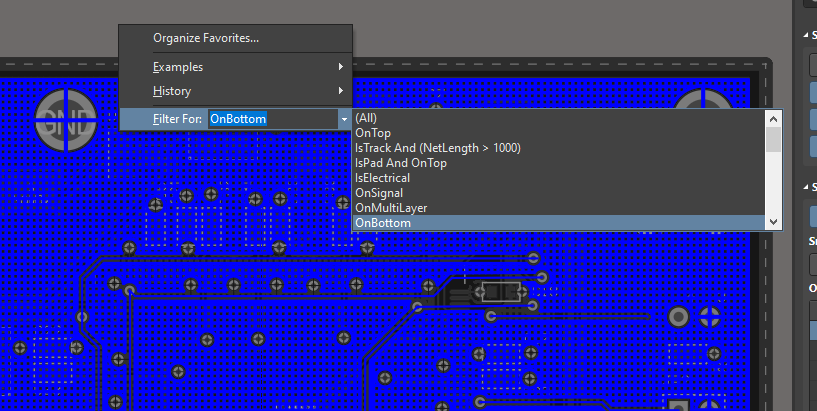 Organize Favorites...
Examples
History
Filter For: OnBottom
(All)
OnTop
IsTrack And (NetLength > 1000)
IsPad And OnTop
IsElectrical
OnSignal
OnMultiLayer
OnBottom
GND